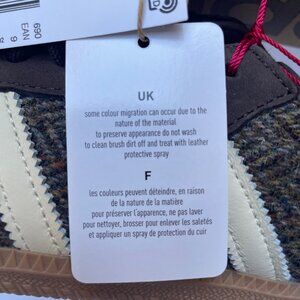 690
EAN
UK
some colour migration can occur due to the
nature of the material
to preserve appearance do not wash
to clean brush dirt off and treat with leather
protective spray
F
les couleurs peuvent déteindre, en raison
de la nature de la matière
pour préserver l'apparence, ne pas laver
pour nettoyer, brosser pour enlever les saletés
et appliquer un spray de protection du cuir